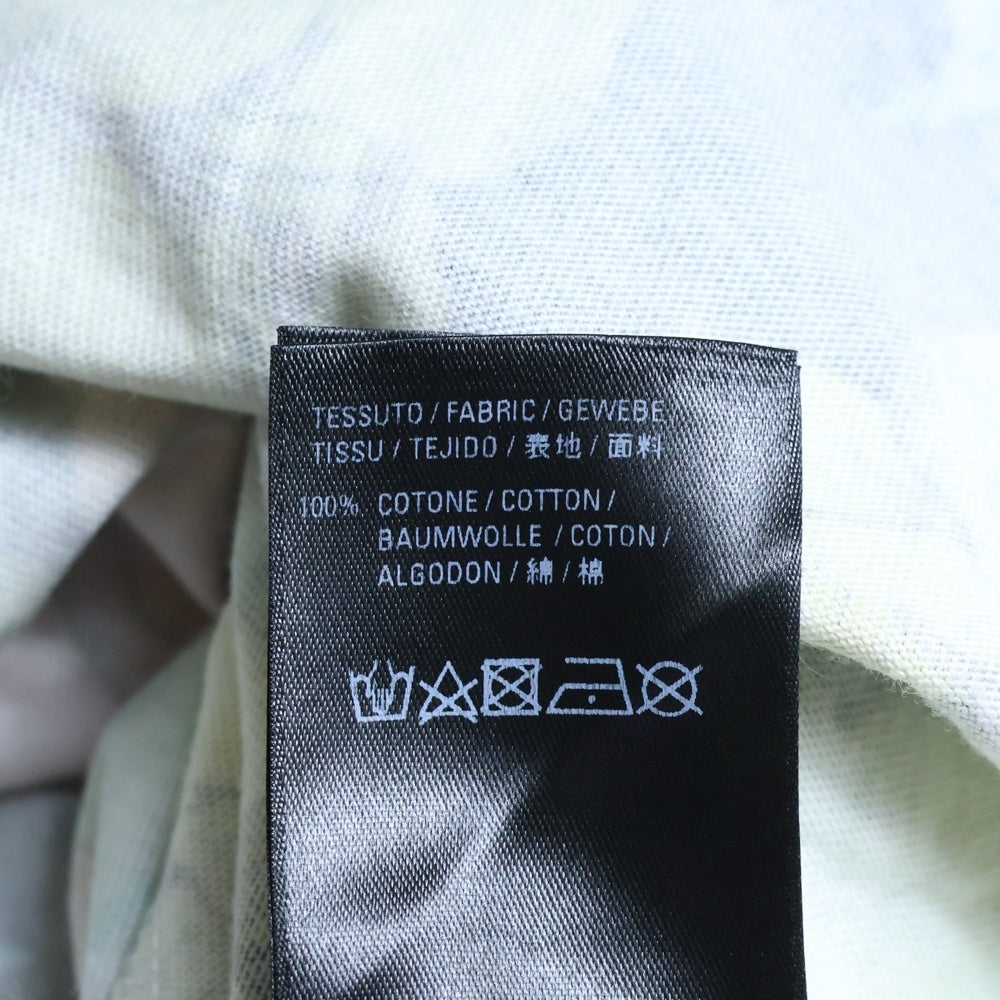 TESSUTO / FABRIC / GEWEBE
TISSU / TEJIDO / 表地 / 面料
100% COTONE / COTTON /
BAUMWOLLE / COTON /
ALGODON / 綿 / 棉